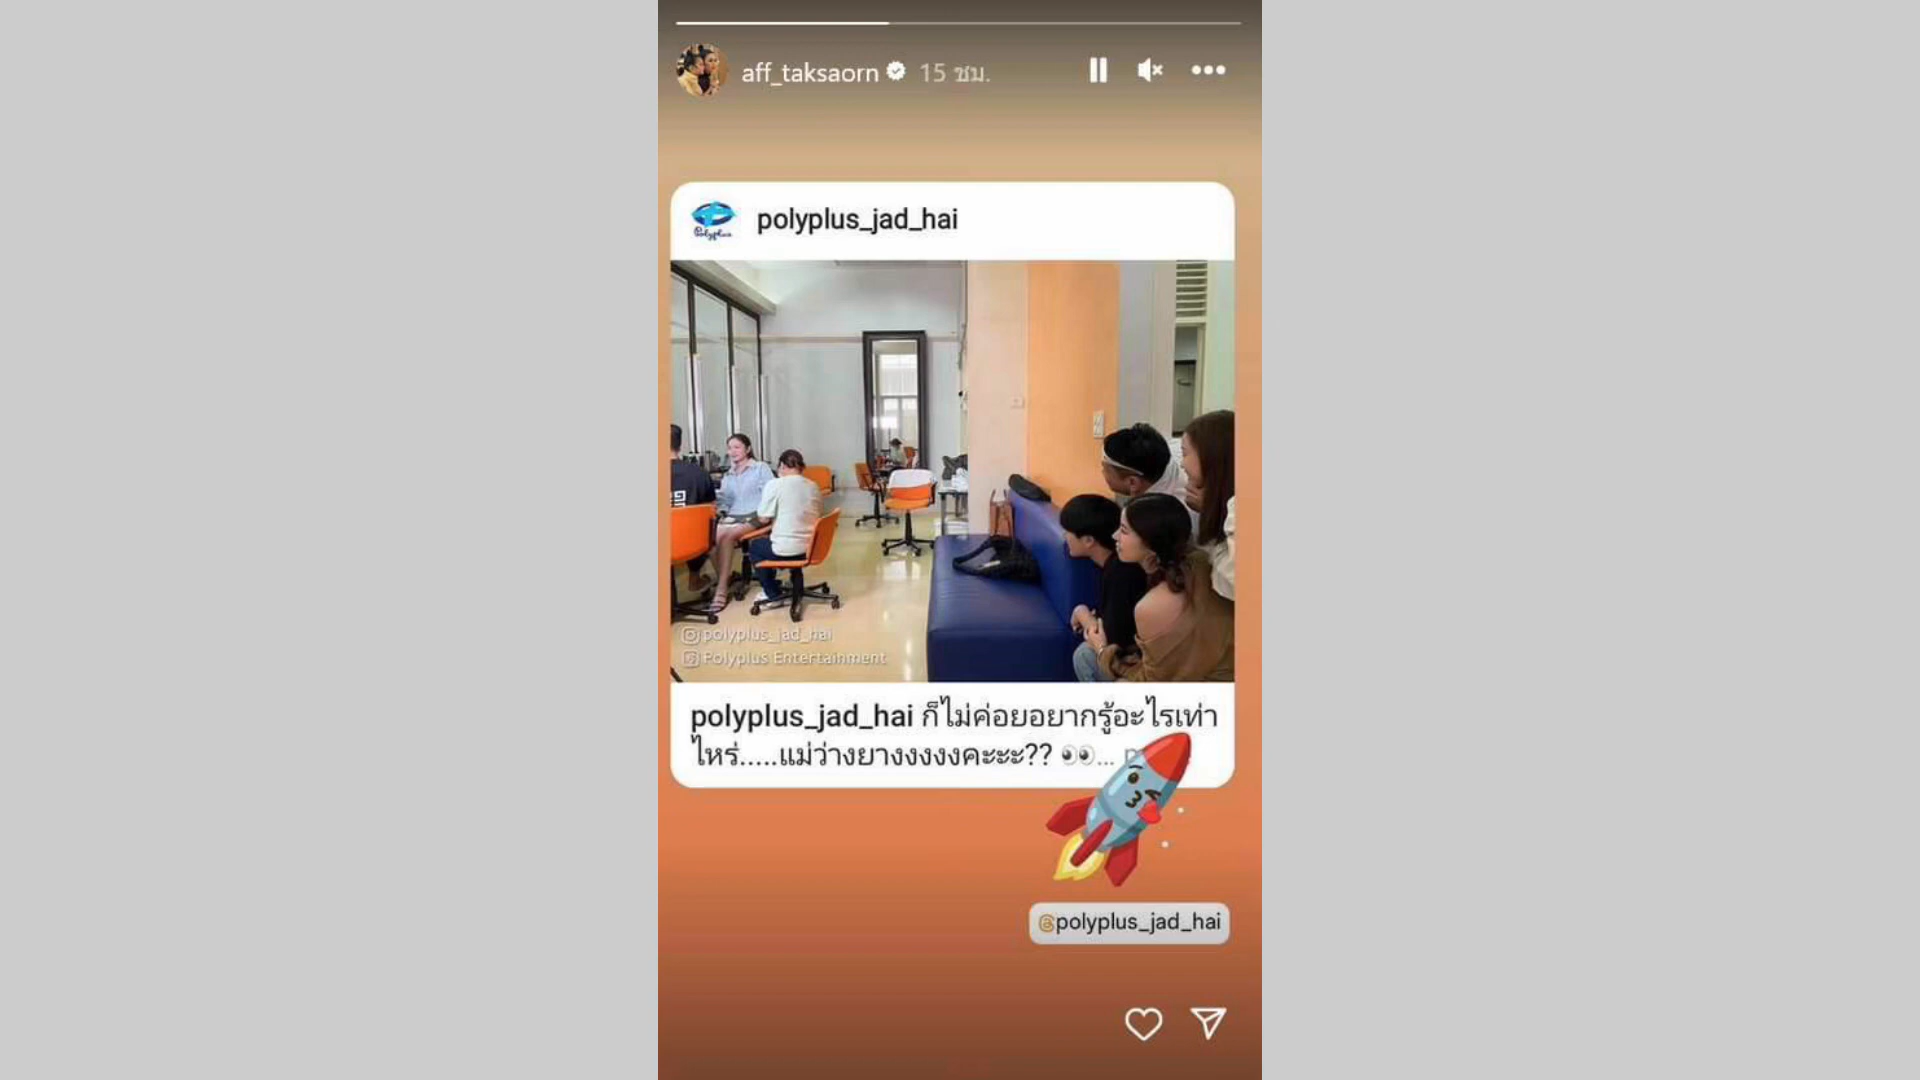 aff_taksaorn 15 ชม.
Polyplus
polyplus_jad_hai
polyplus_jad_hai
Polyplus Entertainment
polyplus_jad_hai ก็ไม่ค่อยอยากรู้อะไรเท่า
ไหร่.....แม่ว่างยางงงงงคะะะ?? 👀...
@polyplus_jad_hai